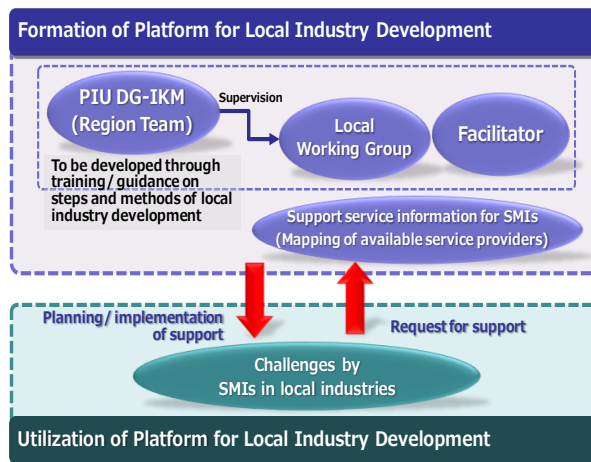 Formation of Platform for Local Industry Development
PIU DG-IKM
(Region Team)
Supervision
Local
Working Group
Facilitator
To be developed through
training/ guidance on
steps and methods of local
industry development
Support service information for SMIs
(Mapping of available service providers)
Planning/ implementation
of support
Request for support
Challenges by
SMIs in local industries
Utilization of Platform for Local Industry Development